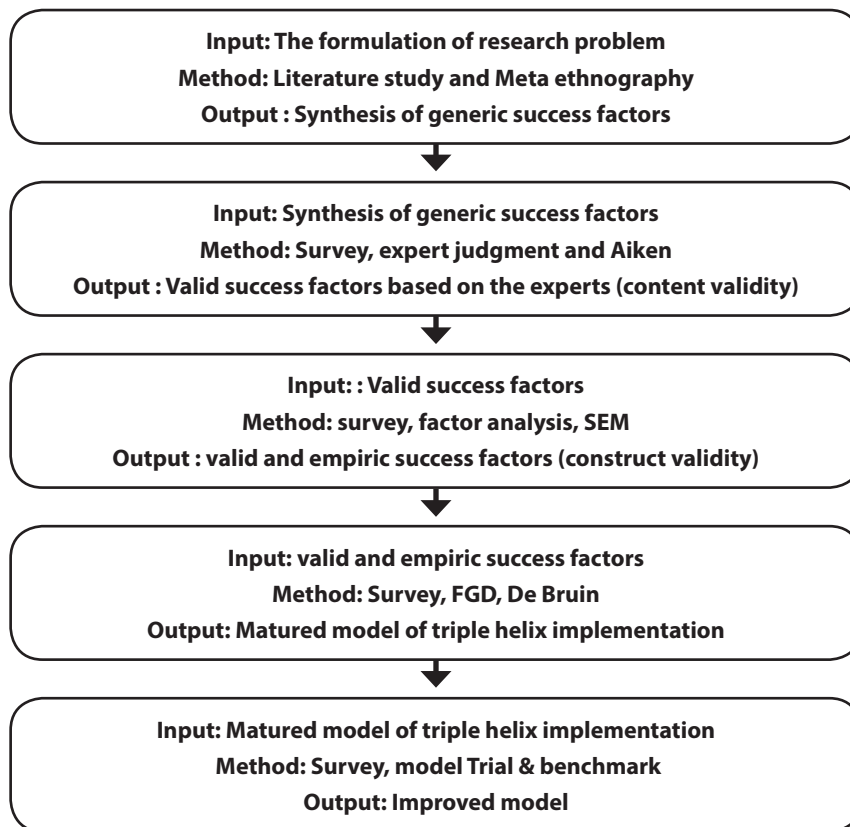 Input: The formulation of research problem
Method: Literature study and Meta ethnography
Output : Synthesis of generic success factors
Input: Synthesis of generic success factors
Method: Survey, expert judgment and Aiken
Output : Valid success factors based on the experts (content validity)
Input: : Valid success factors
Method: survey, factor analysis, SEM
Output : valid and empiric success factors (construct validity)
Input: valid and empiric success factors
Method: Survey, FGD, De Bruin
Output: Matured model of triple helix implementation
Input: Matured model of triple helix implementation
Method: Survey, model Trial & benchmark
Output: Improved model